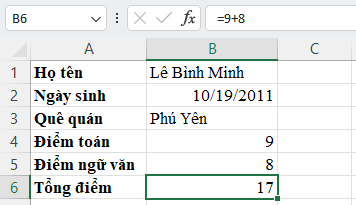 B6 fx =9+8
A B C
1 Họ tên Lê Bình Minh
2 Ngày sinh 10/19/2011
3 Quê quán Phú Yên
4 Điểm toán 9
5 Điểm ngữ văn 8
6 Tổng điểm 17